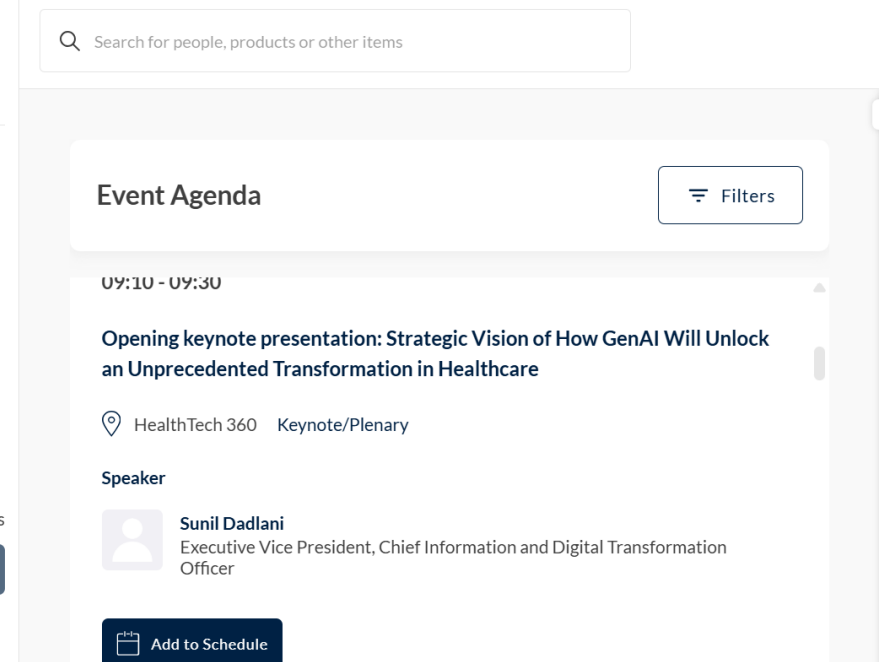 Search for people, products or other items
Event Agenda
Filters
09:10 - 09:30
Opening keynote presentation: Strategic Vision of How GenAI Will Unlock
an Unprecedented Transformation in Healthcare
HealthTech 360 Keynote/Plenary
Speaker
Sunil Dadlani
Executive Vice President, Chief Information and Digital Transformation
Officer
s
Add to Schedule